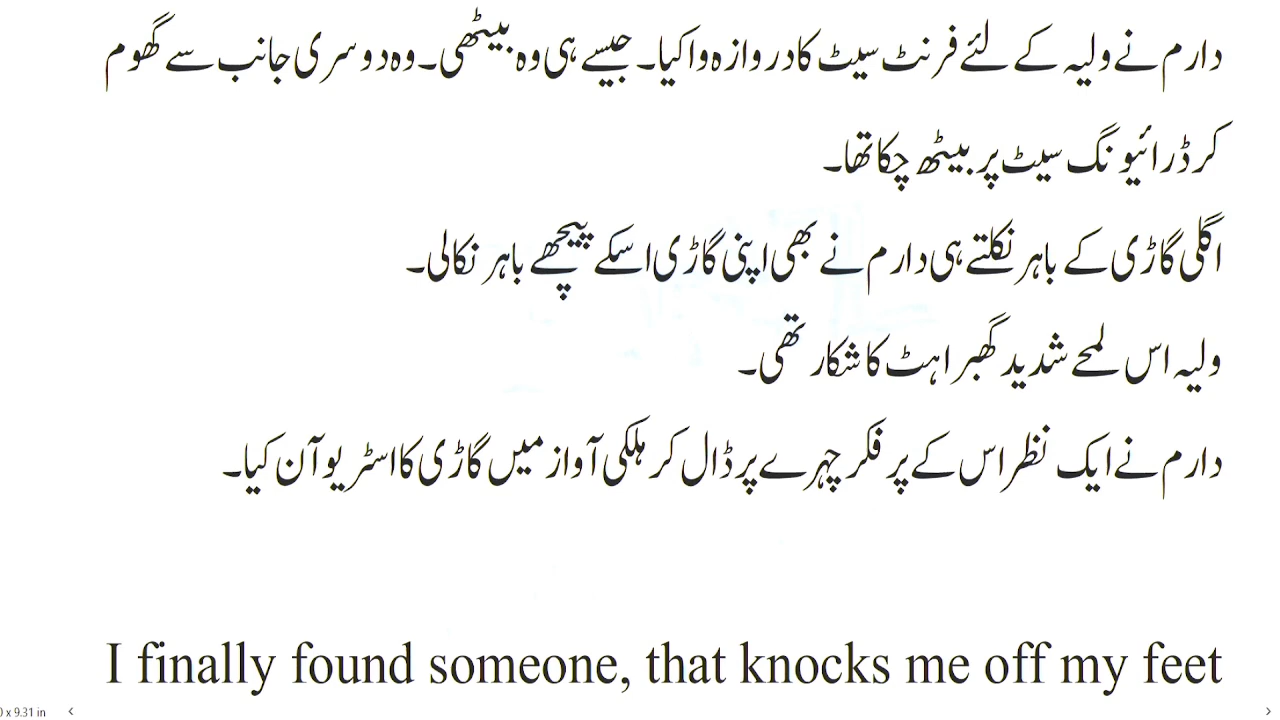 دارم نے ولیہ کے لئے فرنٹ سیٹ کا دروازہ وا کیا۔ جیسے ہی وہ بیٹھی۔ وہ دوسری جانب سے گھوم
کر ڈرائیونگ سیٹ پر بیٹھ چکا تھا۔
اگلی گاڑی کے باہر نکلتے ہی دارم نے بھی اپنی گاڑی اسکے پیچھے باہر نکالی۔
ولیہ اس لمحے شدید گھبراہٹ کا شکار تھی۔
دارم نے ایک نظر اس کے پر فکر چہرے پر ڈال کر ہلکی آواز میں گاڑی کا اسٹریو آن کیا۔
I finally found someone, that knocks me off my feet
x 9.31 in